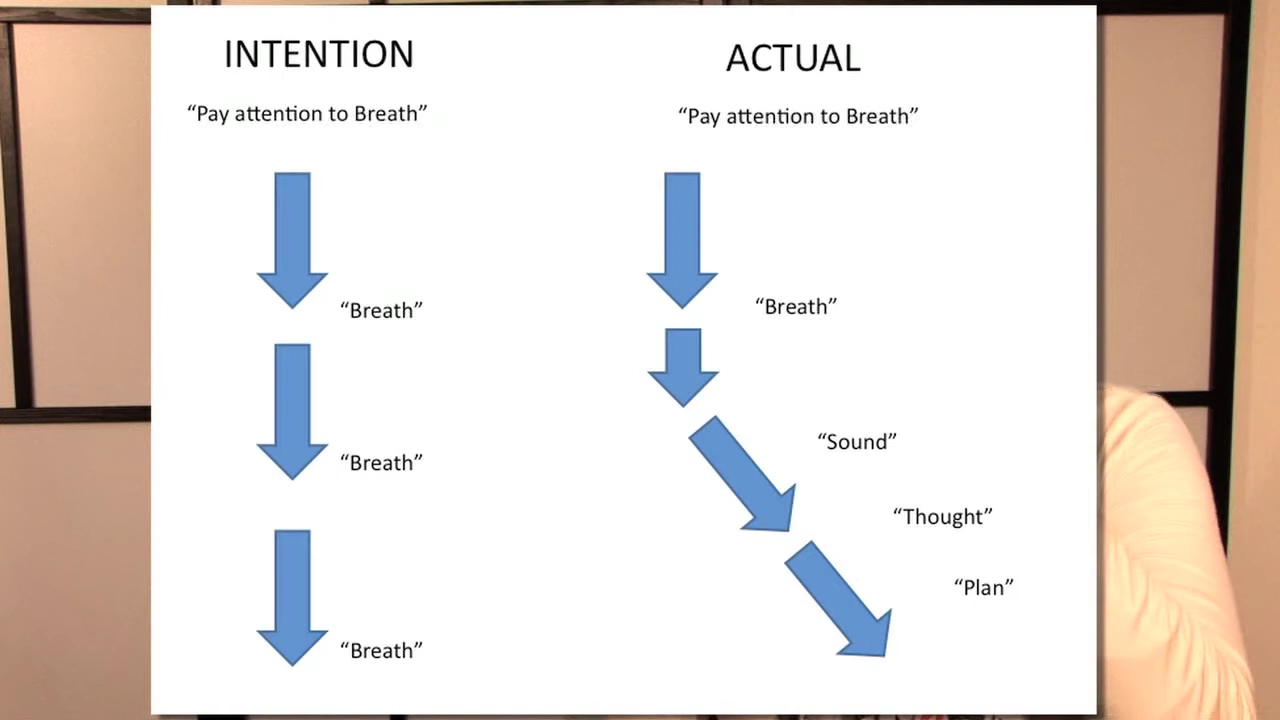 INTENTION
“Pay attention to Breath”
“Breath”
“Breath”
“Breath”
ACTUAL
“Pay attention to Breath”
“Breath”
“Sound”
“Thought”
“Plan”